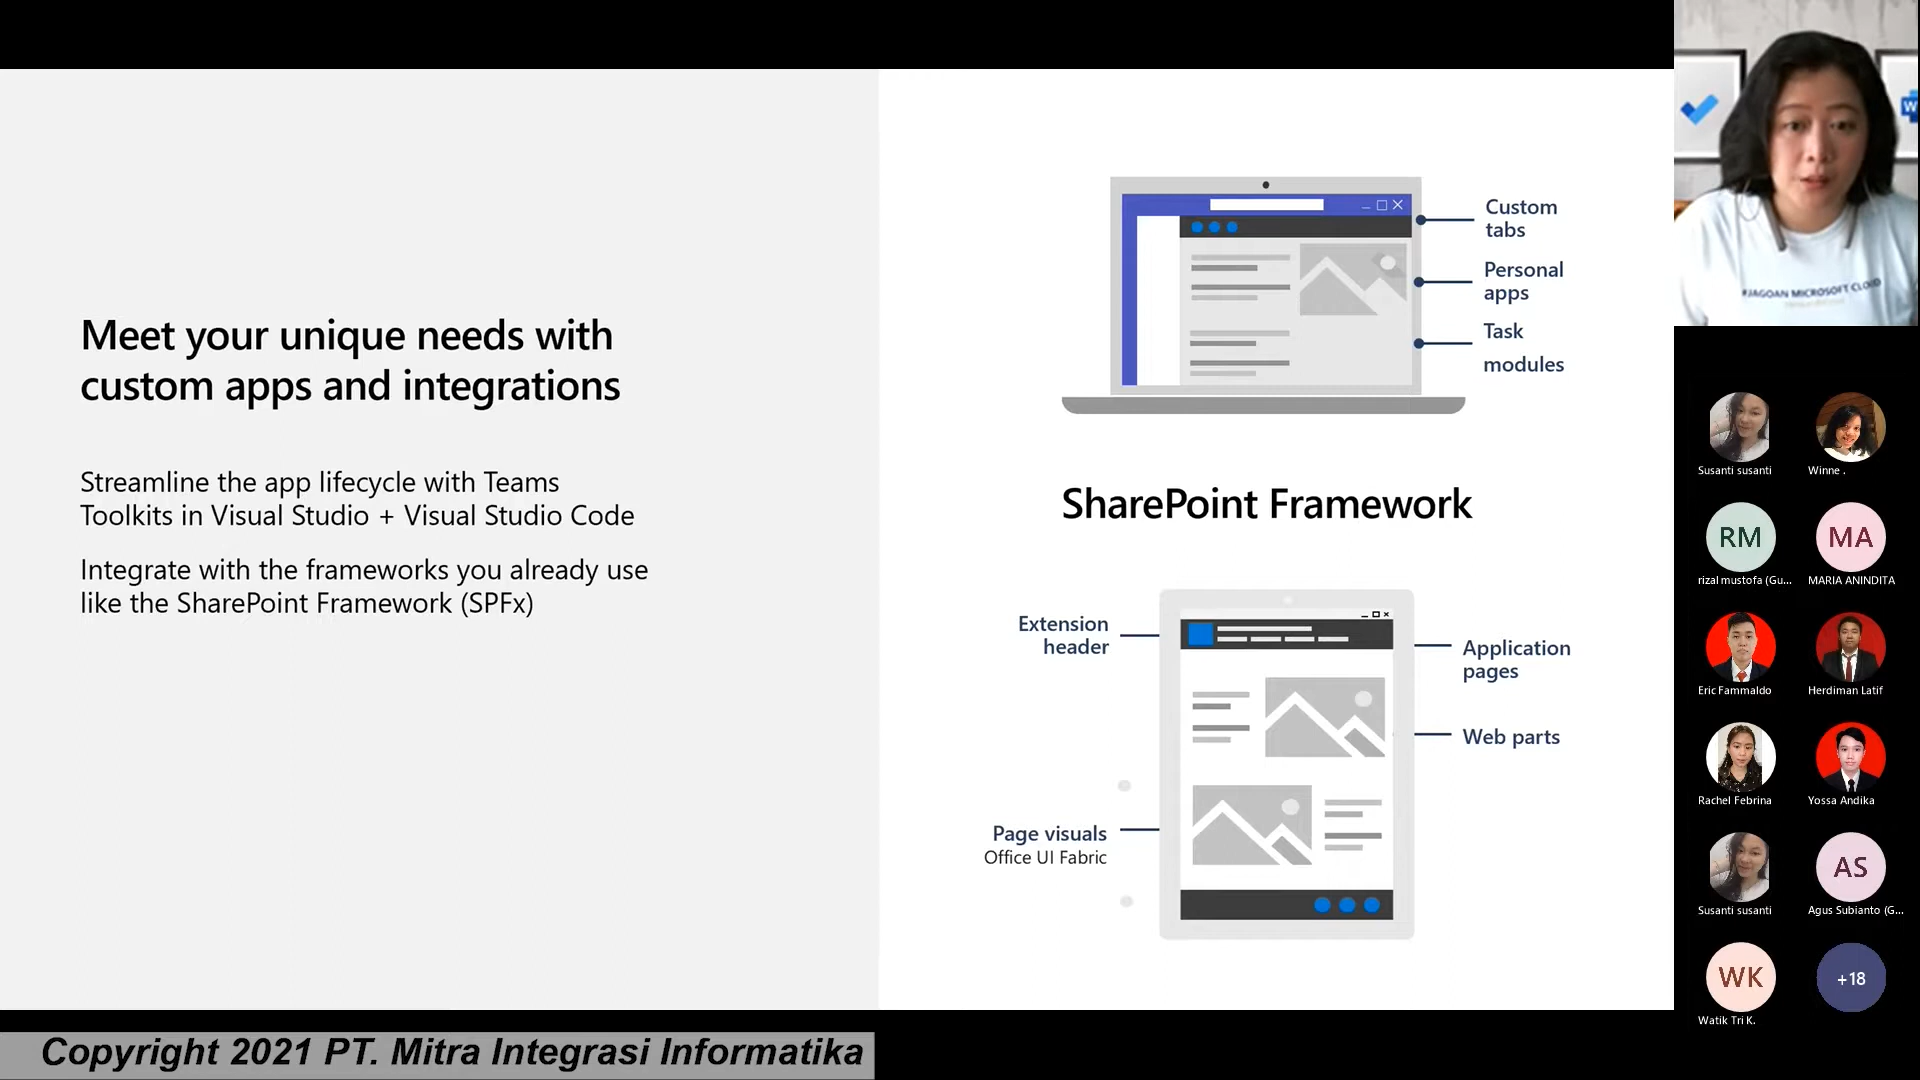 Meet your unique needs with
custom apps and integrations
Streamline the app lifecycle with Teams
Toolkits in Visual Studio + Visual Studio Code
Integrate with the frameworks you already use
like the SharePoint Framework (SPFx)
Custom
tabs
Personal
apps
Task
modules
SharePoint Framework
Extension
header
Application
pages
Web parts
Page visuals
Office UI Fabric
W
#JAGOAN MICROSOFT CLOUD
Susanti susanti
Winne .
RM
rizal mustofa (Gu...
MA
MARIA ANINDITA
Eric Fammaldo
Herdiman Latif
Rachel Febrina
Yossa Andika
Susanti susanti
AS
Agus Subianto (G...
WK
Watik Tri K.
+18
Copyright 2021 PT. Mitra Integrasi Informatika